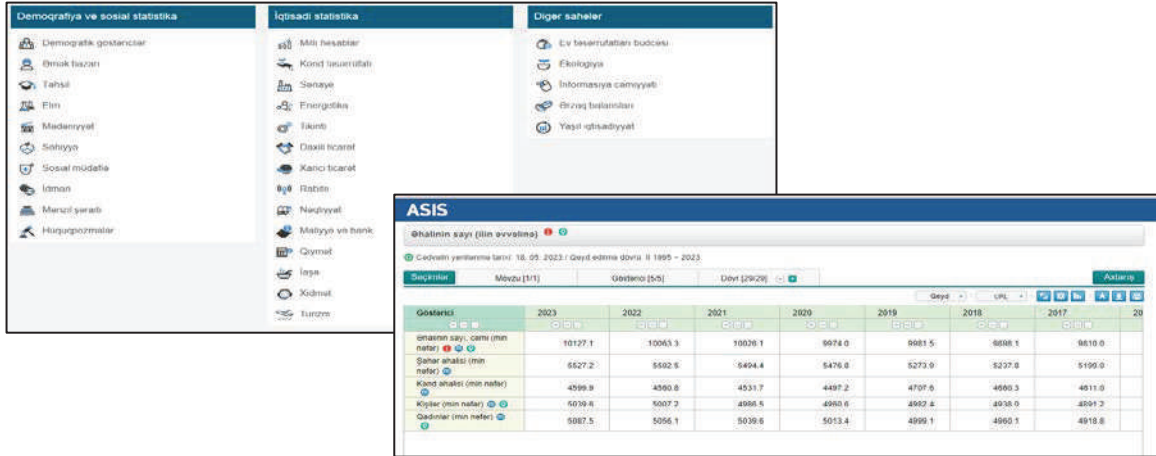 Demoqrafiya və sosial statistika
Demoqrafik göstəricilər
Əmək bazarı
Təhsil
Elm
Mədəniyyət
Səhiyyə
Sosial müdafiə
İdman
Mənzil şəraiti
Hüquqpozmalar
İqtisadi statistika
Milli hesablar
Kənd təsərrüfatı
Sənaye
Energetika
Tikinti
Daxili ticarət
Xarici ticarət
Rabitə
Nəqliyyat
Maliyyə və bank
Qiymət
İaşə
Xidmət
Turizm
Digər sahələr
Ev təsərrüfatları büdcəsi
Ekologiya
İnformasiya cəmiyyəti
Ərzaq balansları
Yaşıl iqtisadiyyat
ASIS
Əhalinin sayı (ilin əvvəlinə)
Cədvəlin yenilənmə tarixi: 18. 05. 2023 / Qeyd edilmə dövrü: İl 1995 ~ 2023
Seçimlər Mövzu [1/1] Göstərici [5/5] Dövr [29/29] Axtarış
Qeyd URL
Göstərici 2023 2022 2021 2020 2019 2018 2017 20
Əhalinin sayı, cəmi (min nəfər) 10127.1 10063.3 10026.1 9974.0 9981.5 9898.1 9810.0
Şəhər əhalisi (min nəfər) 5527.2 5502.5 5494.4 5476.8 5273.9 5237.8 5199.0
Kənd əhalisi (min nəfər) 4599.9 4560.8 4531.7 4497.2 4707.6 4660.3 4611.0
Kişilər (min nəfər) 5039.6 5007.2 4986.5 4960.6 4982.4 4938.0 4891.2
Qadınlar (min nəfər) 5087.5 5056.1 5039.6 5013.4 4999.1 4960.1 4918.8